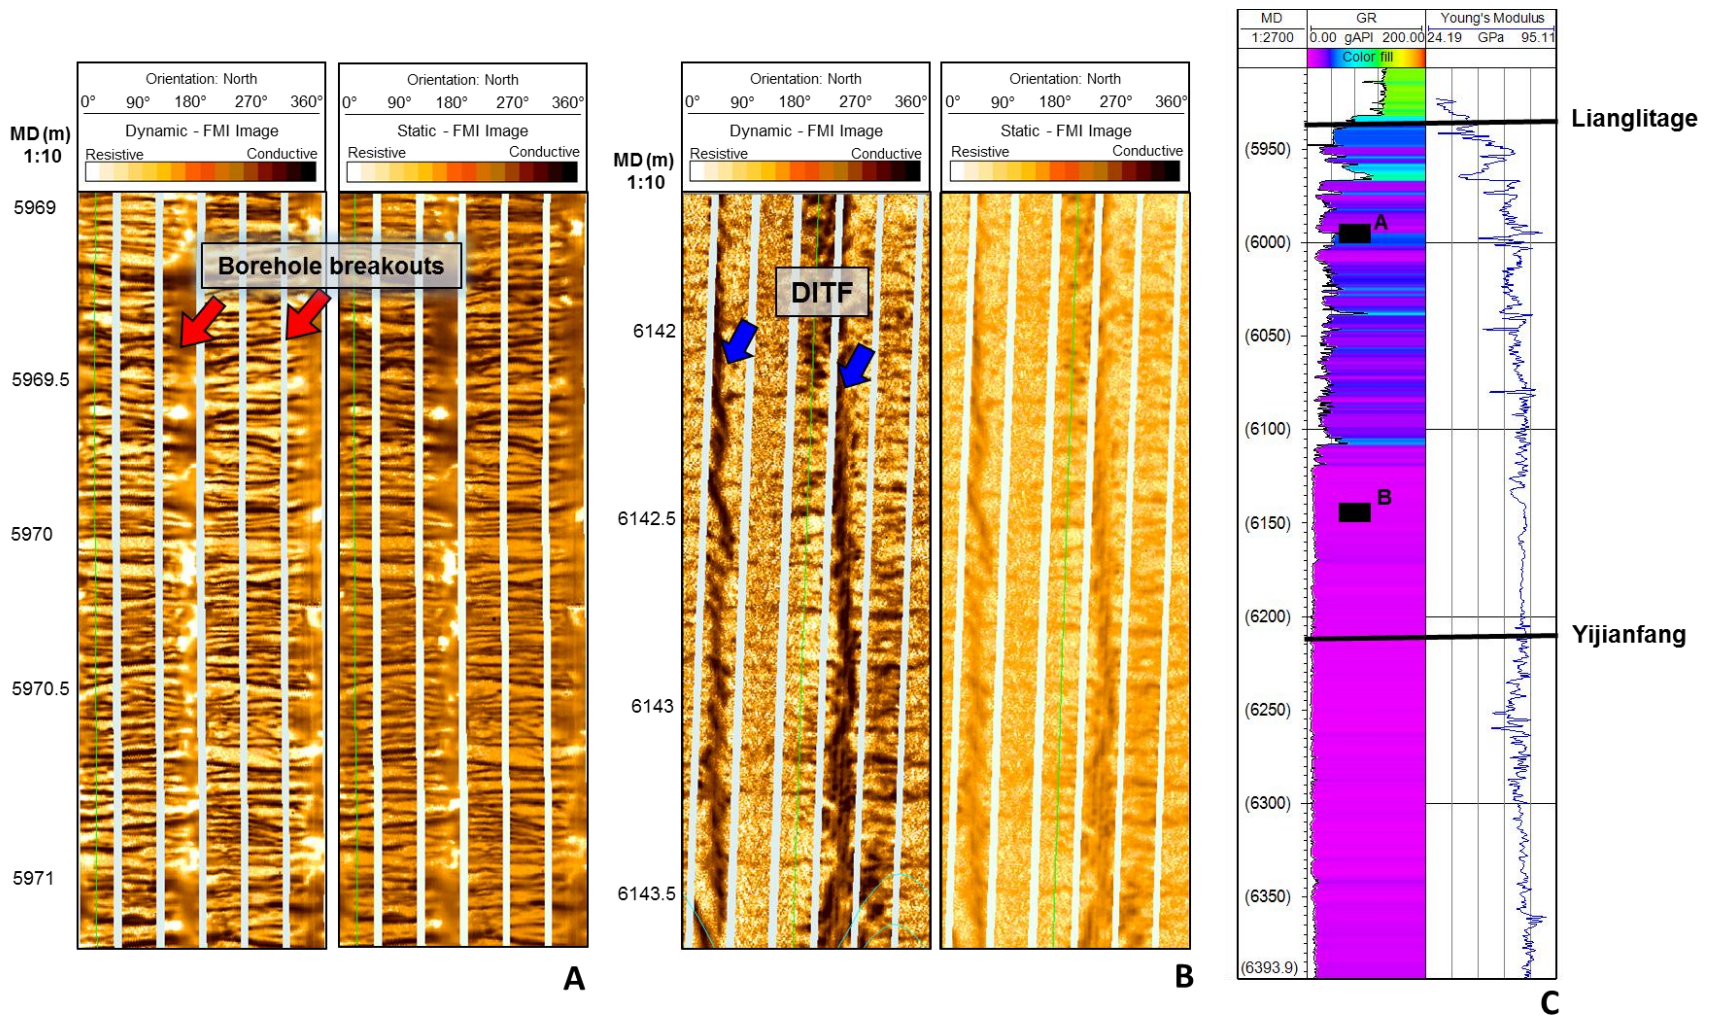 Orientation: North
0° 90° 180° 270° 360°
Dynamic - FMI Image
Resistive Conductive
MD (m)
1:10
5969
5969.5
5970
5970.5
5971
Orientation: North
0° 90° 180° 270° 360°
Static - FMI Image
Resistive Conductive
Borehole breakouts
A
Orientation: North
0° 90° 180° 270° 360°
Dynamic - FMI Image
Resistive Conductive
MD (m)
1:10
6142
6142.5
6143
6143.5
DITF
Orientation: North
0° 90° 180° 270° 360°
Static - FMI Image
Resistive Conductive
B
MD GR Young's Modulus
1:2700 0.00 gAPI 200.00 24.19 GPa 95.11
Color fill
Lianglitage
(5950)
A
(6000)
(6050)
(6100)
B
(6150)
(6200)
Yijianfang
(6250)
(6300)
(6350)
(6393.9)
C